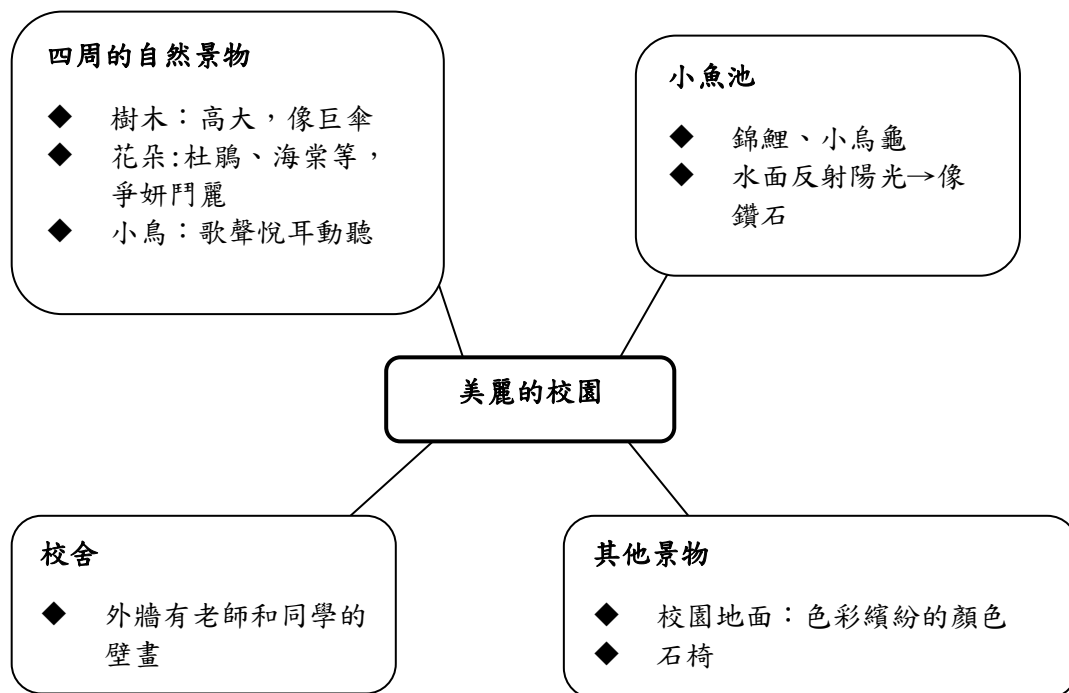 四周的自然景物
◆ 樹木：高大，像巨傘
◆ 花朵:杜鵑、海棠等，
爭妍鬥麗
◆ 小鳥：歌聲悅耳動聽
小魚池
◆ 錦鯉、小烏龜
◆ 水面反射陽光→像
鑽石
美麗的校園
校舍
◆ 外牆有老師和同學的
壁畫
其他景物
◆ 校園地面：色彩繽紛的顏色
◆ 石椅